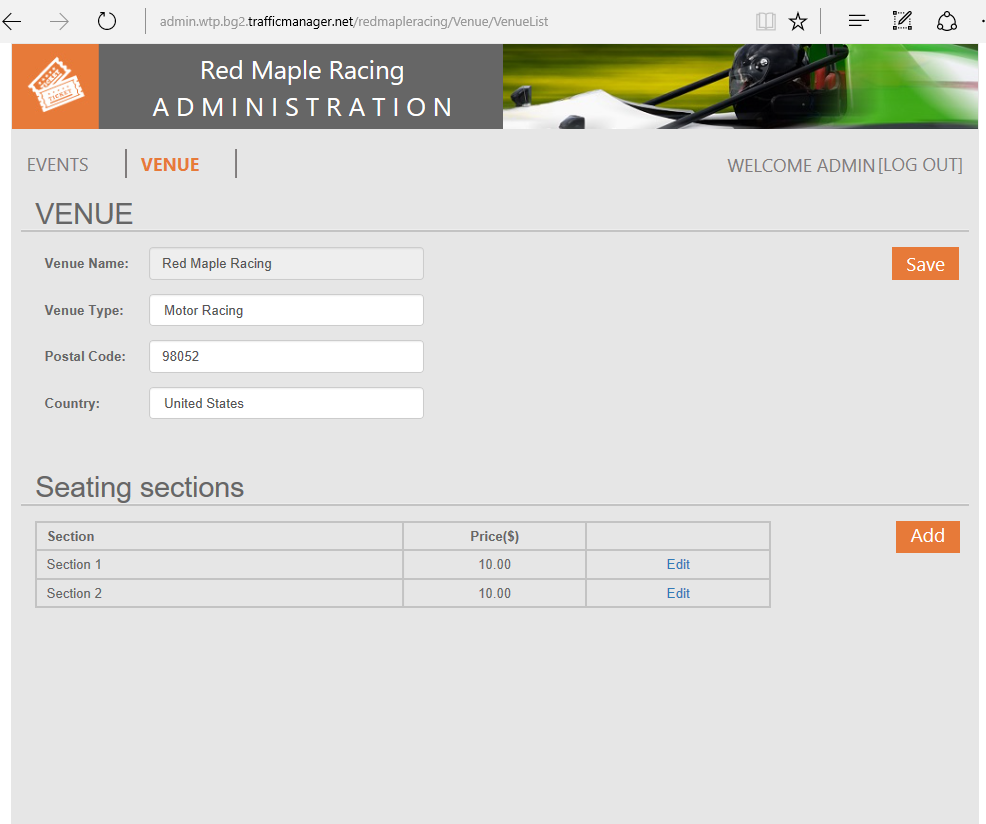 admin.wtp.bg2.trafficmanager.net/redmapleracing/Venue/VenueList
Red Maple Racing
ADMINISTRATION
EVENTS VENUE WELCOME ADMIN [LOG OUT]
VENUE
Venue Name: Red Maple Racing Save
Venue Type: Motor Racing
Postal Code: 98052
Country: United States
Seating sections
Section Price($) Add
Section 1 10.00 Edit
Section 2 10.00 Edit